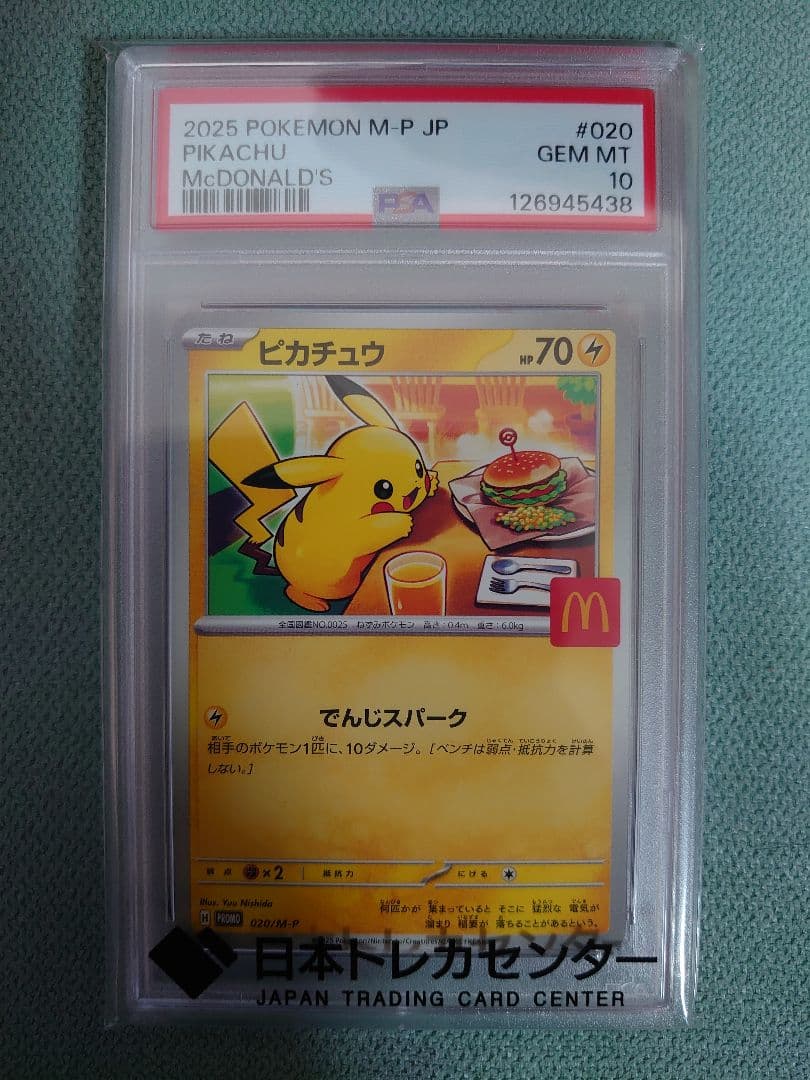 2025 POKEMON M-P JP #020
PIKACHU GEM MT
McDONALD'S 10
PSA 126945438
たね ピカチュウ HP70
全国図鑑NO.0025 ねずみポケモン 高さ:0.4m 重さ:6.0kg
M
でんじスパーク
相手のポケモン1匹に、10ダメージ。[ベンチは弱点・抵抗力を計算
しない。]
弱点 ×2 抵抗力 にげる
Illus. Yuu Nishida
H PROMO 020/M-P
何匹かが 集まっていると そこに 猛烈な 電気が
溜まり 稲妻が 落ちることがあるという。
©2025 Pokémon/Nintendo/Creatures/
日本トレカセンター
JAPAN TRADING CARD CENTER